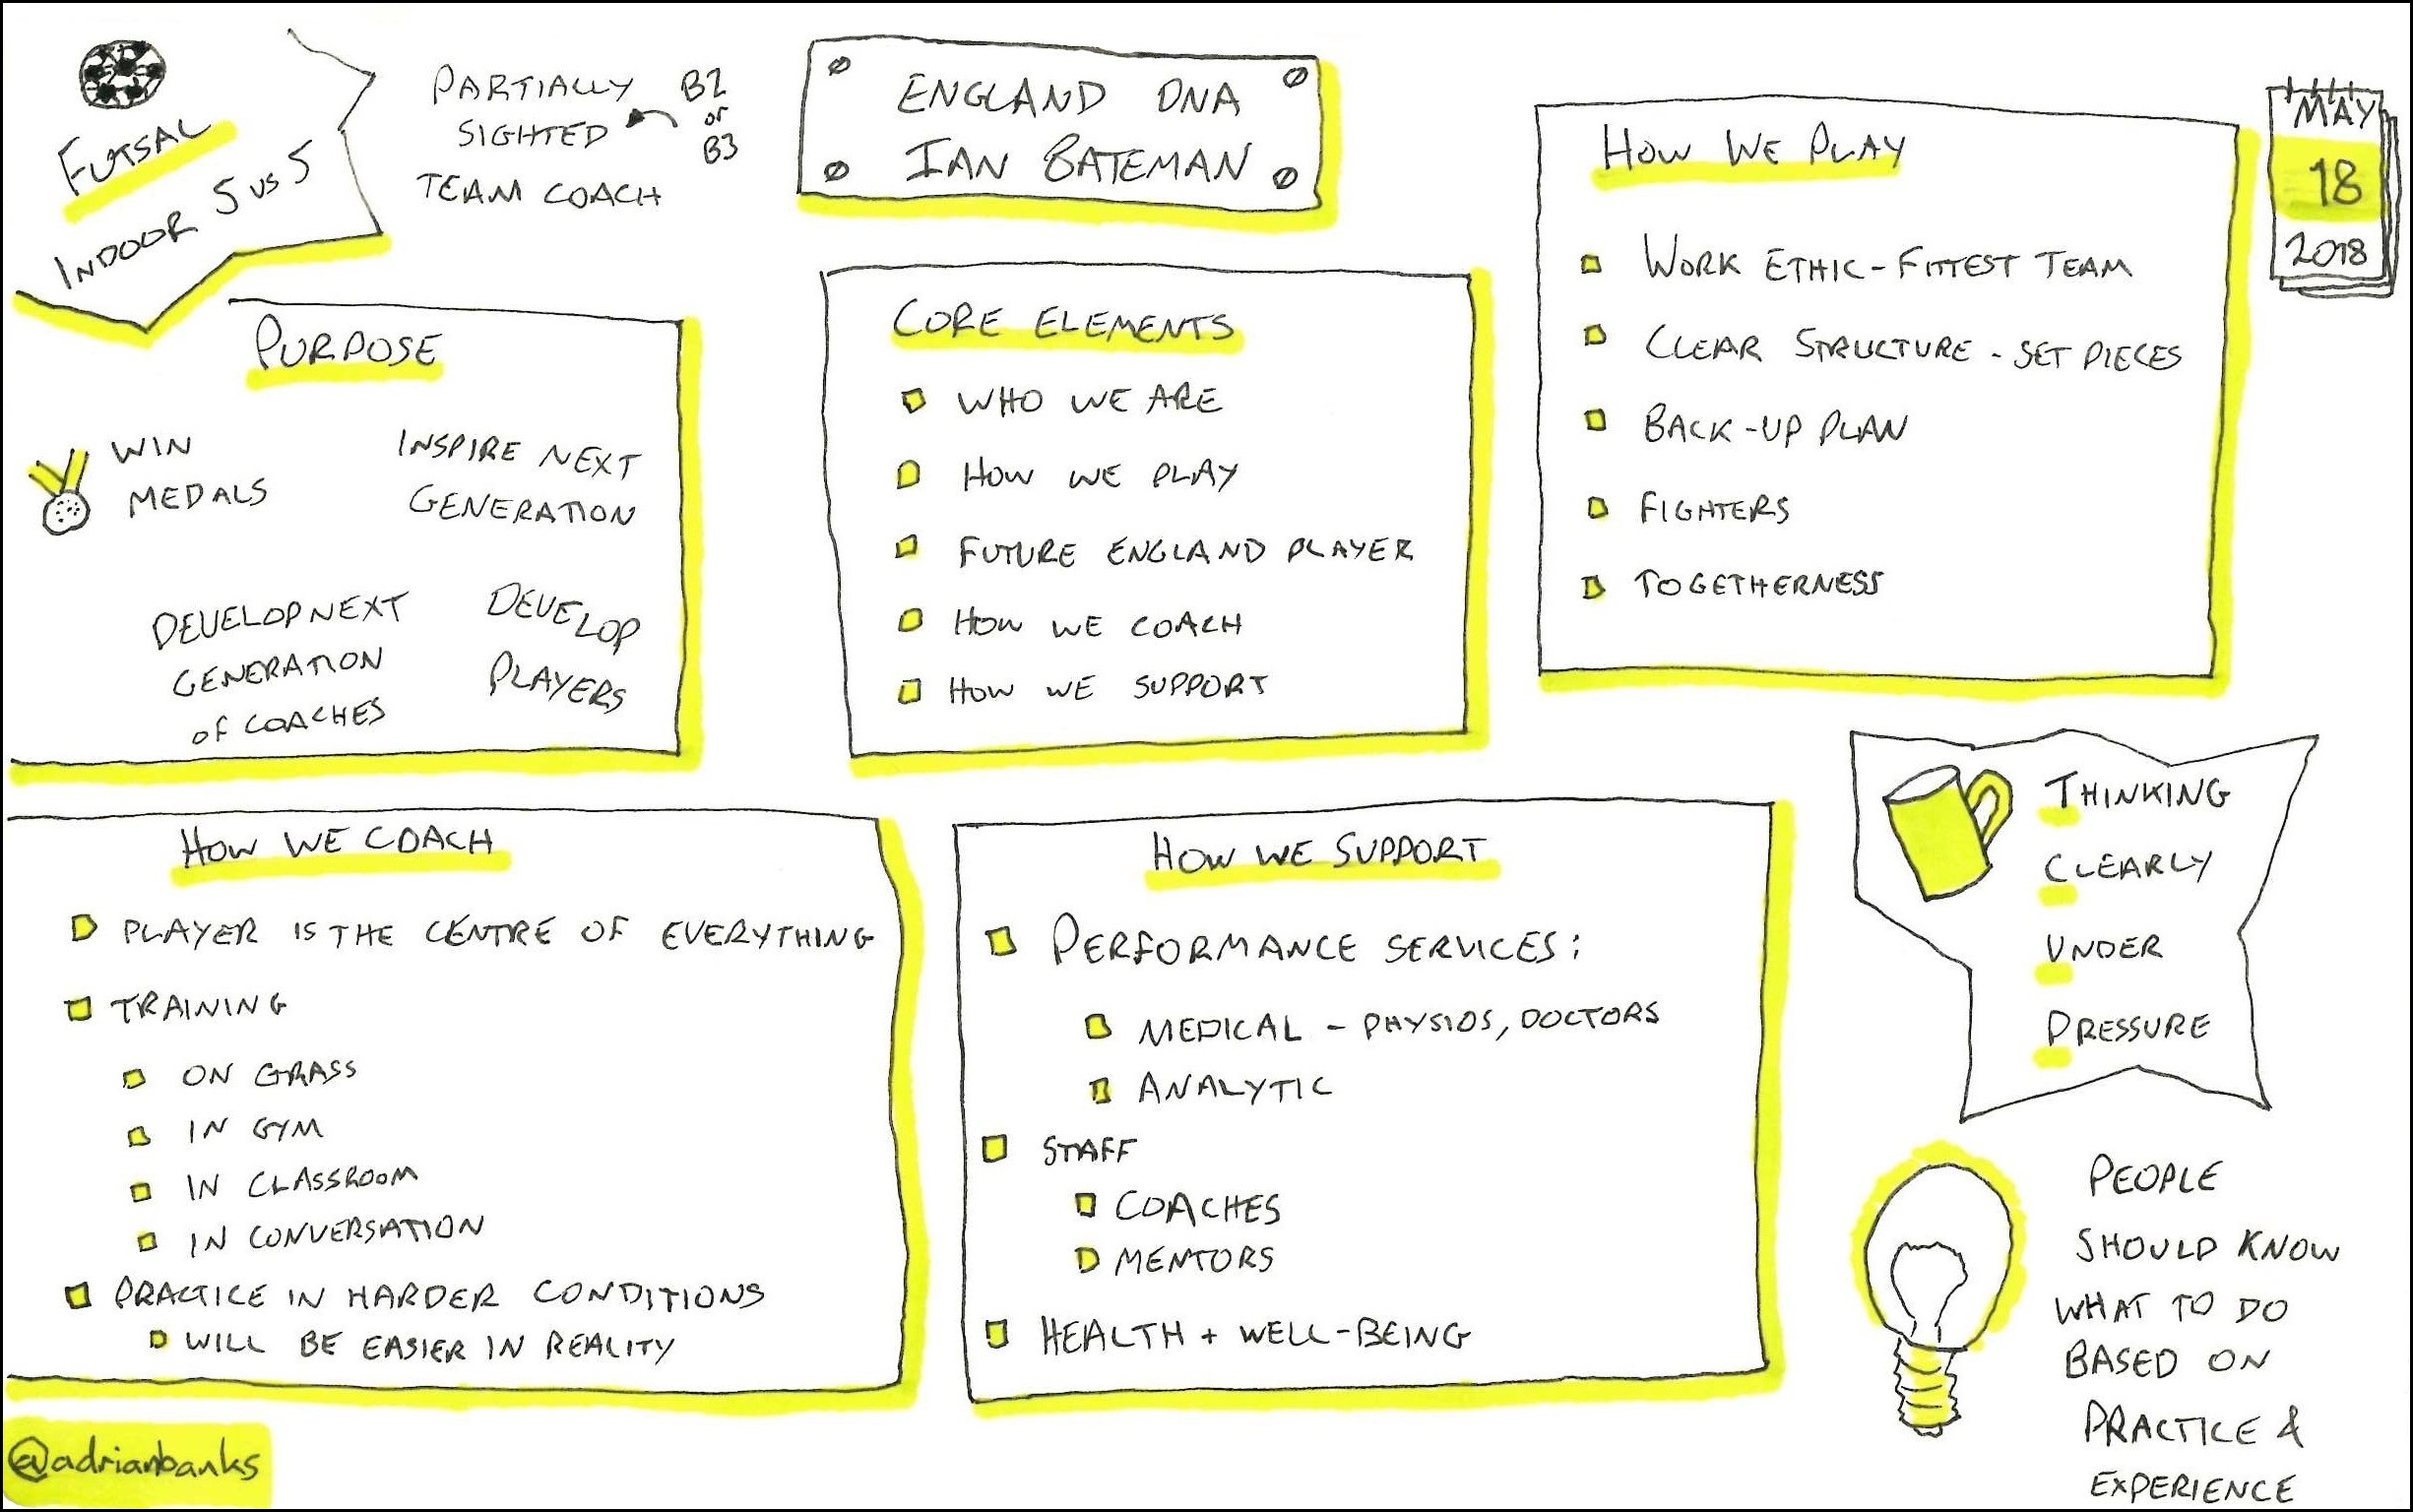 FUTSAL
INDOOR 5 VS 5
PARTIALLY
SIGHTED
TEAM COACH
B2
or
B3
ENGLAND DNA
IAN BATEMAN
MAY
18
2018
PURPOSE
WIN
MEDALS
INSPIRE NEXT
GENERATION
DEVELOP NEXT
GENERATION
OF COACHES
DEVELOP
PLAYERS
CORE ELEMENTS
WHO WE ARE
HOW WE PLAY
FUTURE ENGLAND PLAYER
HOW WE COACH
HOW WE SUPPORT
HOW WE PLAY
WORK ETHIC - FITTEST TEAM
CLEAR STRUCTURE - SET PIECES
BACK-UP PLAN
FIGHTERS
TOGETHERNESS
HOW WE COACH
PLAYER IS THE CENTRE OF EVERYTHING
TRAINING
ON GRASS
IN GYM
IN CLASSROOM
IN CONVERSATION
PRACTICE IN HARDER CONDITIONS
WILL BE EASIER IN REALITY
HOW WE SUPPORT
PERFORMANCE SERVICES:
MEDICAL - PHYSIOS, DOCTORS
ANALYTIC
STAFF
COACHES
MENTORS
HEALTH + WELL-BEING
THINKING
CLEARLY
UNDER
PRESSURE
PEOPLE
SHOULD KNOW
WHAT TO DO
BASED ON
PRACTICE &
EXPERIENCE
@adrianbanks